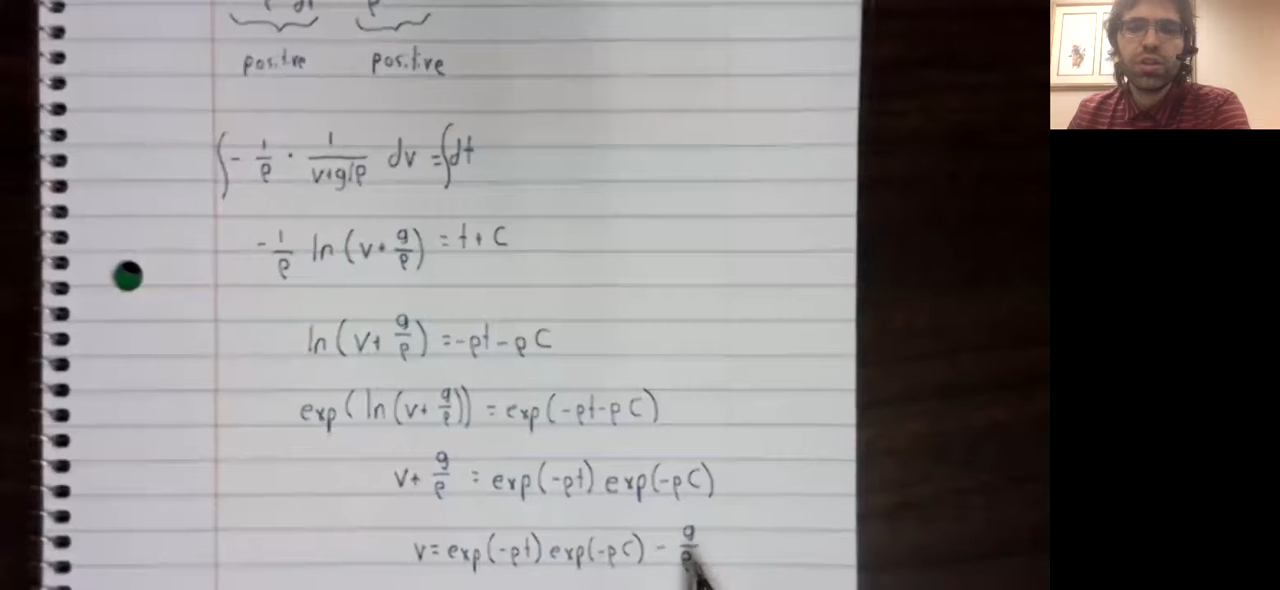 positive positive
∫ - 1/ρ · 1/(v+g/ρ) dv = ∫dt
- 1/ρ ln(v+ g/ρ) = t + C
ln(v+ g/ρ) = -ρt - ρC
exp(ln(v+ g/ρ)) = exp(-ρt-ρC)
v+ g/ρ = exp(-ρt) exp(-ρC)
v = exp(-ρt) exp(-ρC) - g/ρ